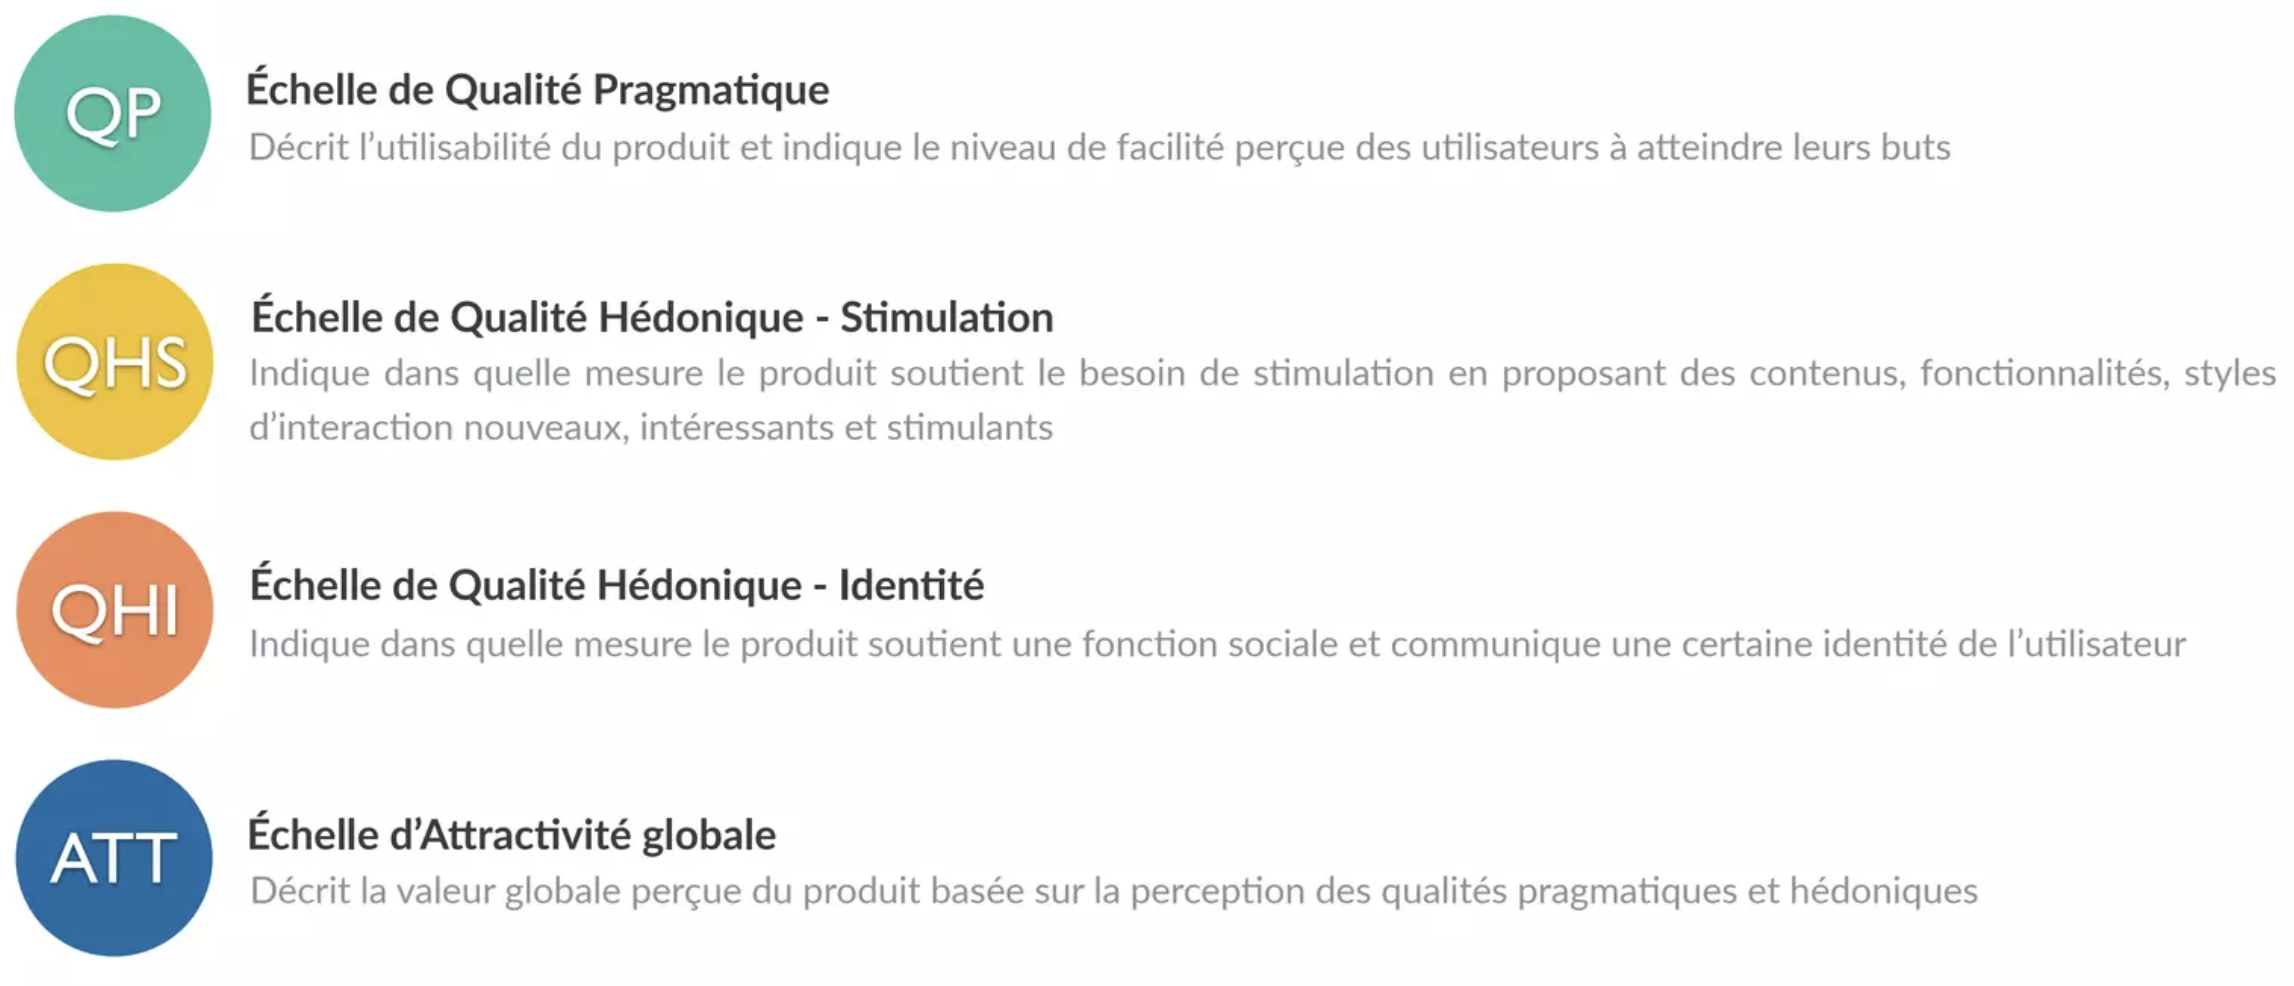 QP
Échelle de Qualité Pragmatique
Décrit l’utilisabilité du produit et indique le niveau de facilité perçue des utilisateurs à atteindre leurs buts
QHS
Échelle de Qualité Hédonique - Stimulation
Indique dans quelle mesure le produit soutient le besoin de stimulation en proposant des contenus, fonctionnalités, styles
d’interaction nouveaux, intéressants et stimulants
QHI
Échelle de Qualité Hédonique - Identité
Indique dans quelle mesure le produit soutient une fonction sociale et communique une certaine identité de l’utilisateur
ATT
Échelle d’Attractivité globale
Décrit la valeur globale perçue du produit basée sur la perception des qualités pragmatiques et hédoniques